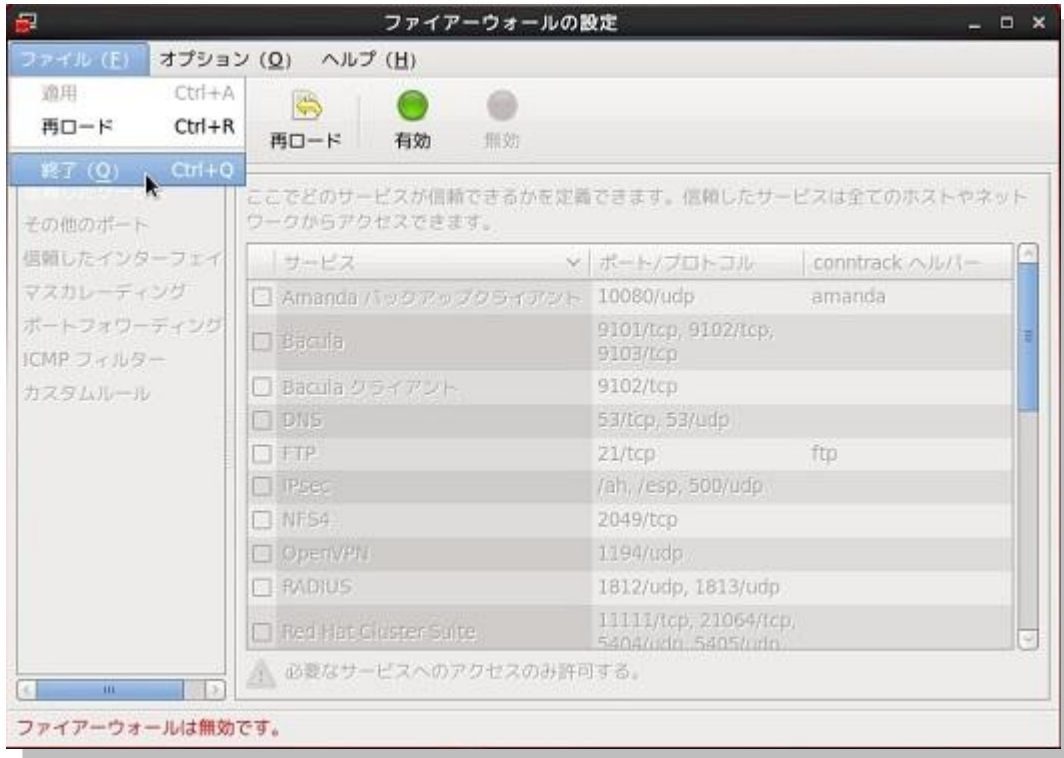 ファイアーウォールの設定
ファイル (F) オプション (O) ヘルプ (H)
適用 Ctrl+A
再ロード Ctrl+R
終了 (Q) Ctrl+Q
再ロード 有効 無効
その他のポート
信頼したインターフェイ
マスカレーディング
ポートフォワーディング
ICMP フィルター
カスタムルール
ここでどのサービスが信頼できるかを定義できます。信頼したサービスは全てのホストやネット
ワークからアクセスできます。
サービス ポート/プロトコル conntrack ヘルパー
Amanda バックアップクライアント 10080/udp amanda
Bacula 9101/tcp, 9102/tcp,
9103/tcp
Bacula クライアント 9102/tcp
DNS 53/tcp, 53/udp
FTP 21/tcp ftp
IPsec /ah, /esp, 500/udp
NFS4 2049/tcp
OpenVPN 1194/udp
RADIUS 1812/udp, 1813/udp
Red Hat Cluster Suite 11111/tcp, 21064/tcp,
5404/udp, 5405/udp,
必要なサービスへのアクセスのみ許可する。
ファイアーウォールは無効です。